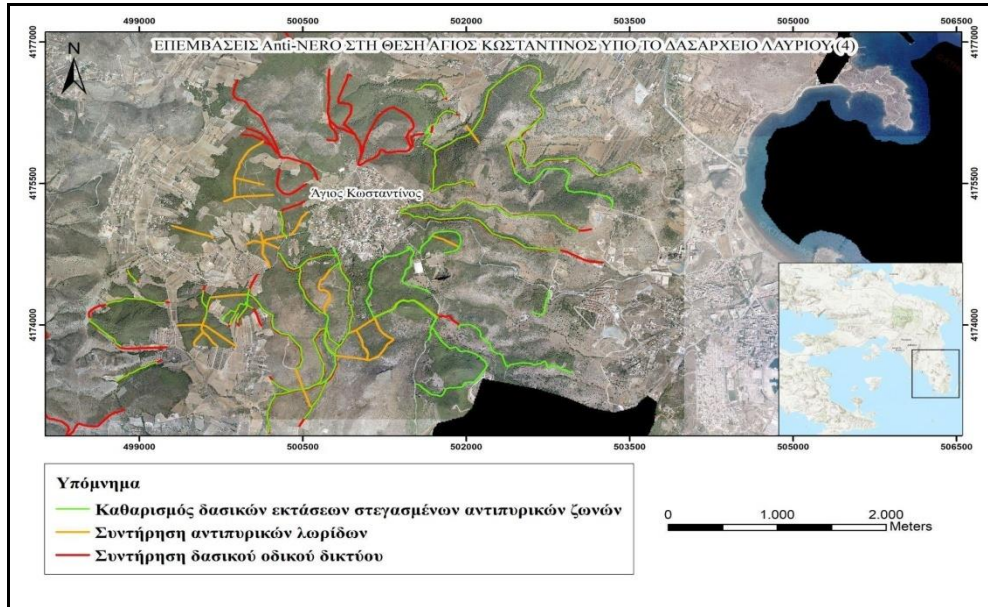 499000 500500 502000 503500 505000 506500
ΕΠΕΜΒΑΣΕΙΣ Anti-NERO ΣΤΗ ΘΕΣΗ ΑΓΙΟΣ ΚΩΣΤΑΝΤΙΝΟΣ ΥΠΟ ΤΟ ΔΑΣΑΡΧΕΙΟ ΛΑΥΡΙΟΥ (4)
N
4177000 4177000
4175500 4175500
Άγιος Κωσταντίνος
4174000 4174000
499000 500500 502000 503500 505000 506500
Υπόμνημα
Καθαρισμός δασικών εκτάσεων στεγασμένων αντιπυρικών ζωνών
Συντήρηση αντιπυρικών λωρίδων
Συντήρηση δασικού οδικού δικτύου
0 1.000 2.000
Meters